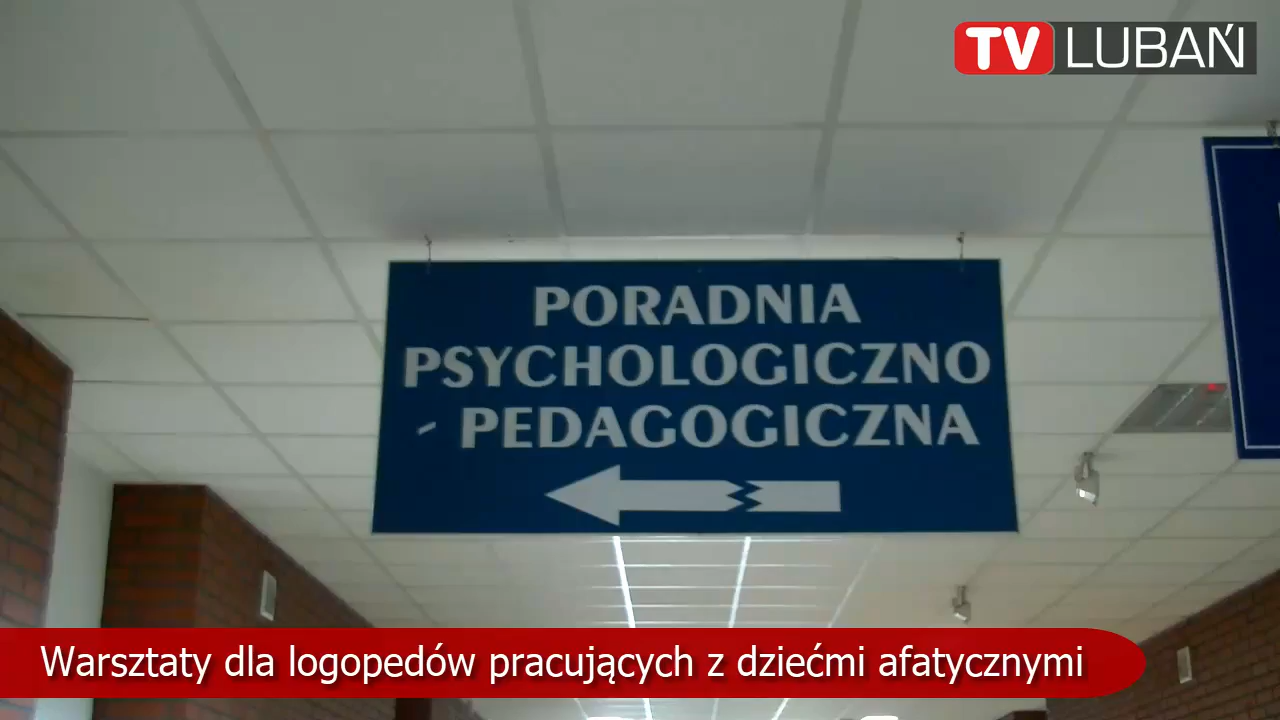 TV LUBAŃ
PORADNIA
PSYCHOLOGICZNO
- PEDAGOGICZNA
Warsztaty dla logopedów pracujących z dziećmi afatycznymi